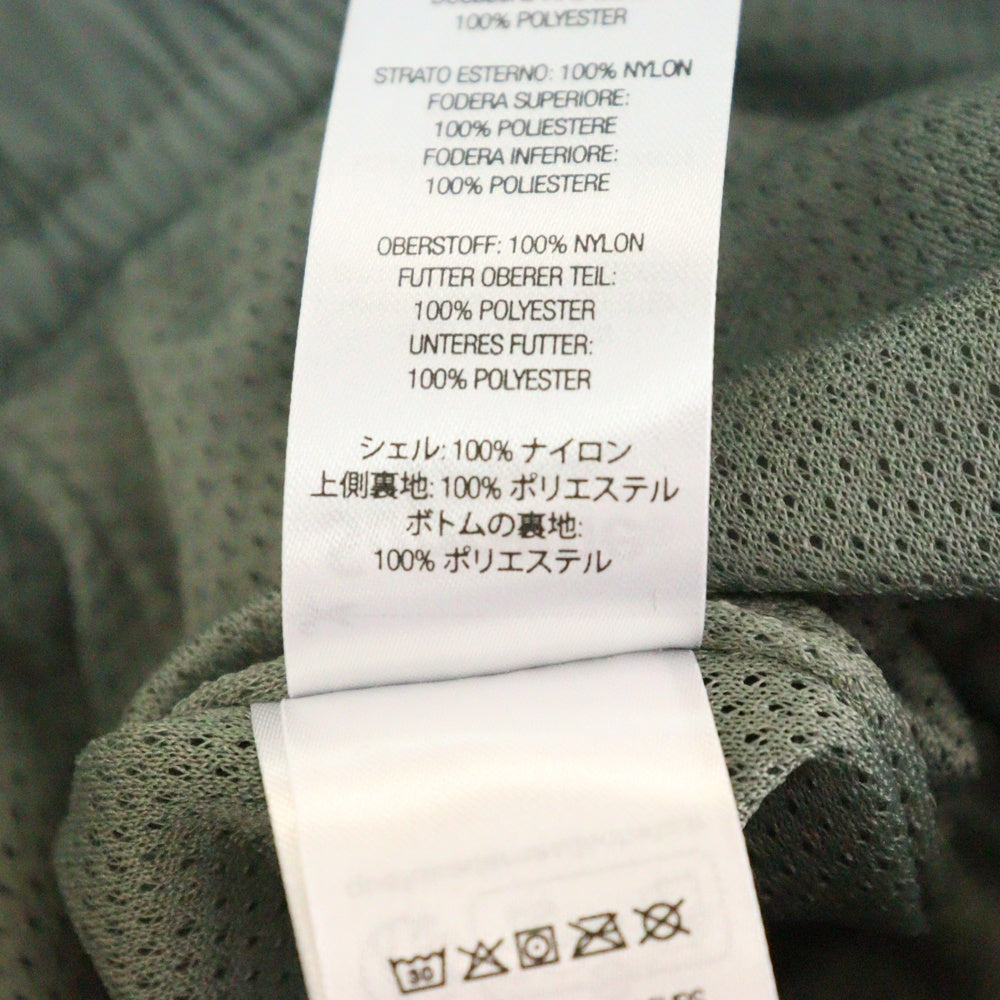 100% POLYESTER
STRATO ESTERNO: 100% NYLON
FODERA SUPERIORE:
100% POLIESTERE
FODERA INFERIORE:
100% POLIESTERE
OBERSTOFF: 100% NYLON
FUTTER OBERER TEIL:
100% POLYESTER
UNTERES FUTTER:
100% POLYESTER
シェル: 100% ナイロン
上側裏地: 100% ポリエステル
ボトムの裏地:
100% ポリエステル
30